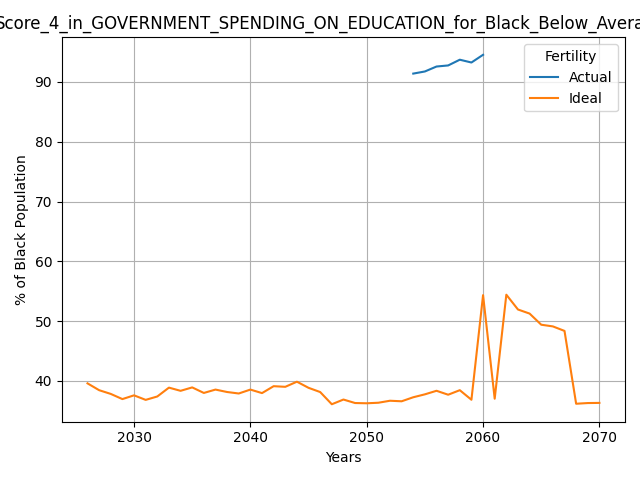 Score_4_in_GOVERNMENT_SPENDING_ON_EDUCATION_for_Black_Below_Avera
Fertility
Actual
Ideal
% of Black Population
90
80
70
60
50
40
2030 2040 2050 2060 2070
Years